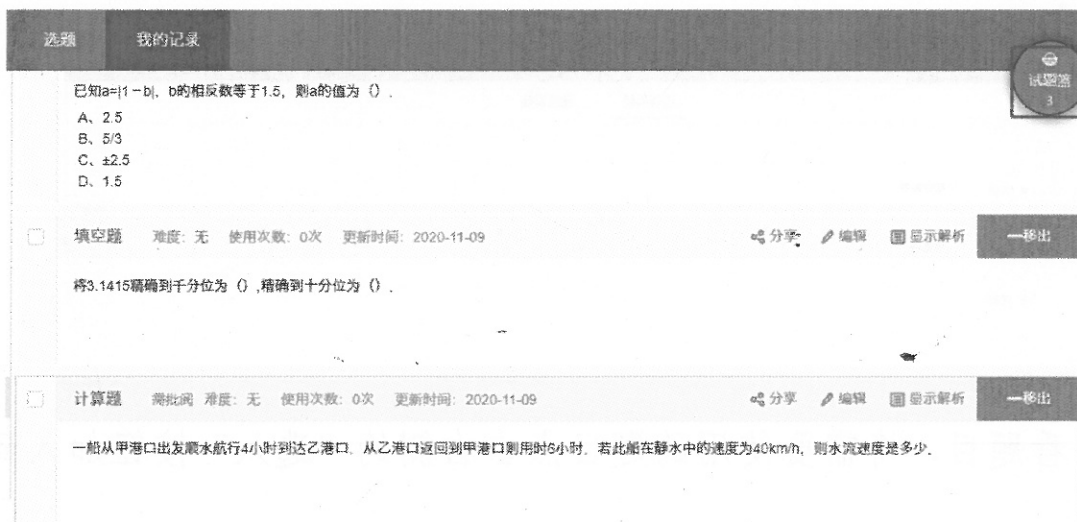 选题 我的记录
试题篮
3
已知a=|1－b|，b的相反数等于1.5，则a的值为（）.
A、2.5
B、5/3
C、±2.5
D、1.5
填空题 难度：无 使用次数：0次 更新时间：2020-11-09 分享 编辑 显示解析 一移出
将3.1415精确到千分位为（）,精确到十分位为（）.
计算题 需批阅 难度：无 使用次数：0次 更新时间：2020-11-09 分享 编辑 显示解析 一移出
一船从甲港口出发顺水航行4小时到达乙港口．从乙港口返回到甲港口则用时6小时．若此船在静水中的速度为40km/h，则水流速度是多少．